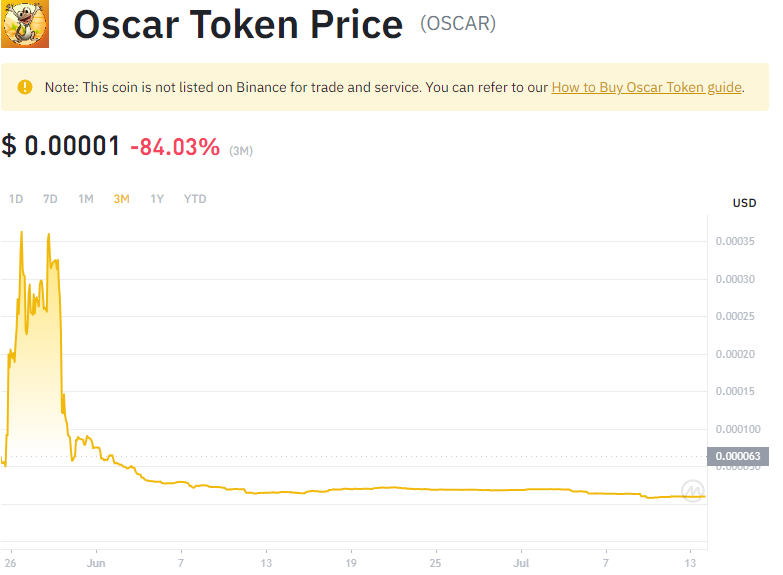 Oscar Token Price (OSCAR)
Note: This coin is not listed on Binance for trade and service. You can refer to our How to Buy Oscar Token guide.
$ 0.00001 -84.03% (3M)
1D 7D 1M 3M 1Y YTD
USD
0.00035
0.00030
0.00025
0.00020
0.00015
0.000100
0.000063
26 Jun 7 13 19 25 Jul 7 13